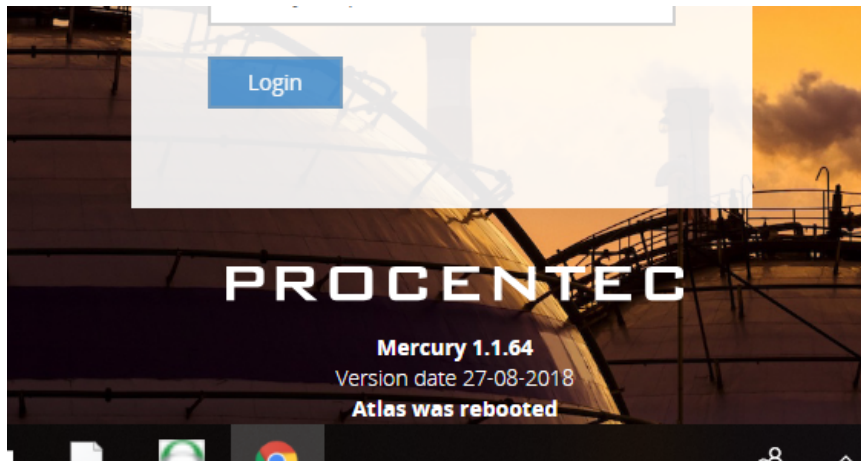 Login
PROCENTEC
Mercury 1.1.64
Version date 27-08-2018
Atlas was rebooted